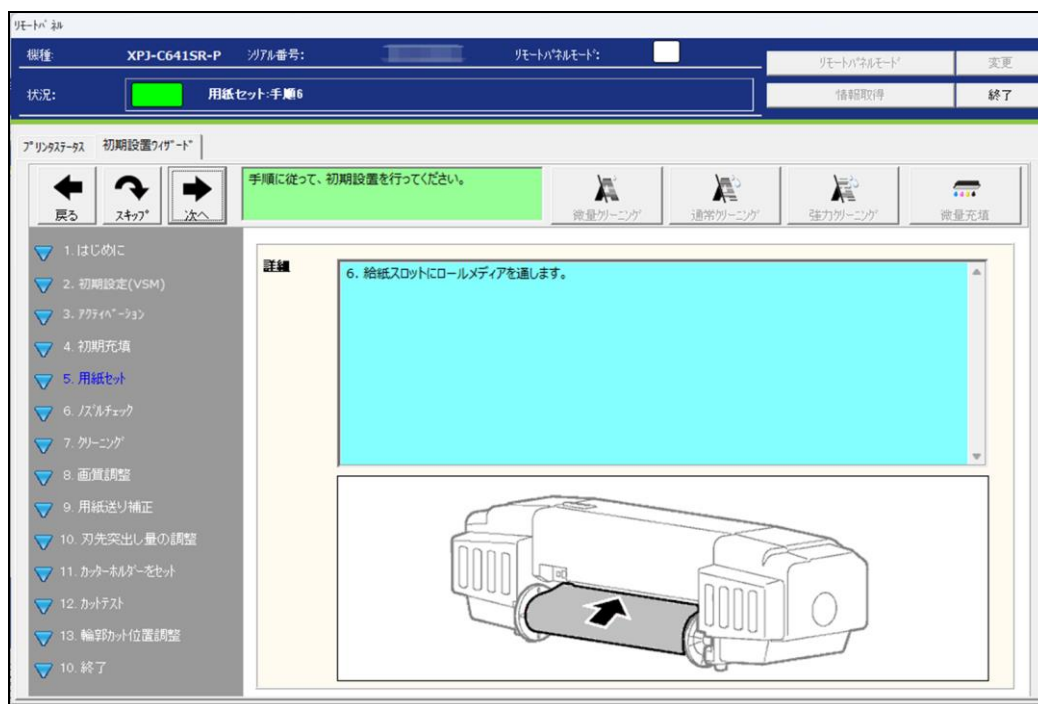 リモートパネル
機種: XPJ-C641SR-P シリアル番号: リモートパネルモード:
リモートパネルモード 変更
状況: 用紙セット:手順6
情報取得 終了
プリンタステータス 初期設置ウィザード
戻る スキップ 次へ
手順に従って、初期設置を行ってください。
微量クリーニング 通常クリーニング 強力クリーニング 微量充填
1. はじめに
2. 初期設定(VSM)
3. アクティベーション
4. 初期充填
5. 用紙セット
6. ノズルチェック
7. クリーニング
8. 画質調整
9. 用紙送り補正
10. 刃先突出し量の調整
11. カッターホルダーをセット
12. カットテスト
13. 輪郭カット位置調整
10. 終了
詳細
6. 給紙スロットにロールメディアを通します。